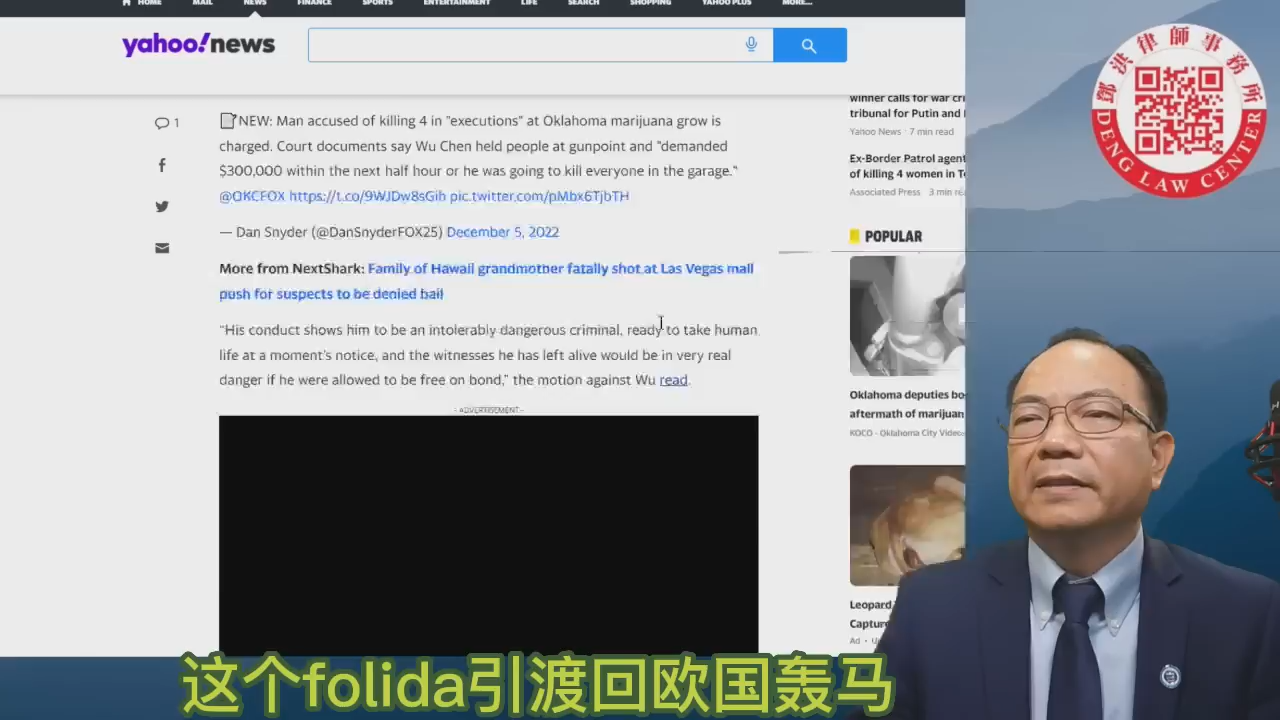 HOME MAIL NEWS FINANCE SPORTS ENTERTAINMENT LIFE SEARCH SHOPPING YAHOO PLUS MORE...
yahoo!news
鄧洪律師事務所
DENG LAW CENTER
1
NEW: Man accused of killing 4 in "executions" at Oklahoma marijuana grow is
charged. Court documents say Wu Chen held people at gunpoint and "demanded
$300,000 within the next half hour or he was going to kill everyone in the garage."
@OKCFOX https://t.co/9WJDw8sGih pic.twitter.com/pMbx6TjbTH
— Dan Snyder (@DanSnyderFOX25) December 5, 2022
More from NextShark: Family of Hawaii grandmother fatally shot at Las Vegas mall
push for suspects to be denied bail
"His conduct shows him to be an intolerably dangerous criminal, ready to take human
life at a moment's notice, and the witnesses he has left alive would be in very real
danger if he were allowed to be free on bond," the motion against Wu read.
- ADVERTISEMENT -
winner calls for war cri
tribunal for Putin and
Yahoo News · 7 min read
Ex-Border Patrol agent
of killing 4 women in Te
Associated Press · 3 min re
POPULAR
Oklahoma deputies bo
aftermath of marijuan
KOCO - Oklahoma City Video
Leopard
Capture
Ad
这个folida引渡回欧国轰马